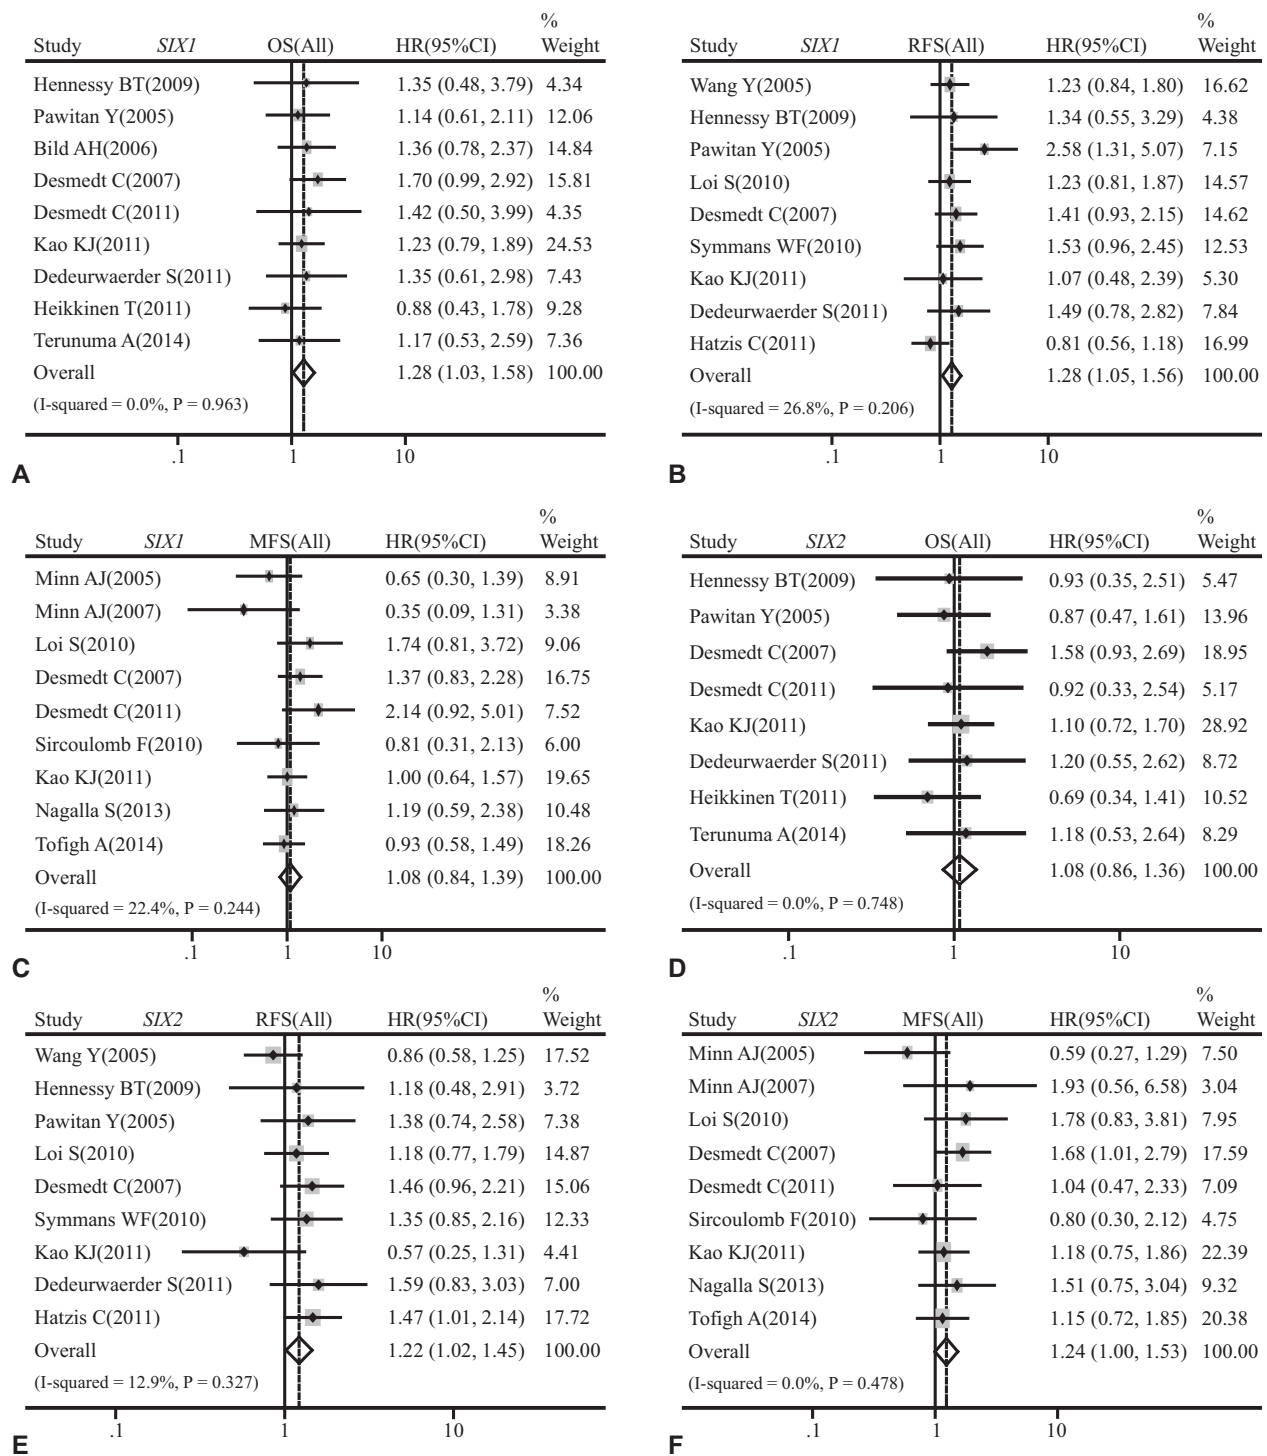 %
Study SIX1 OS(All) HR(95%CI) Weight
Hennessy BT(2009) 1.35 (0.48, 3.79) 4.34
Pawitan Y(2005) 1.14 (0.61, 2.11) 12.06
Bild AH(2006) 1.36 (0.78, 2.37) 14.84
Desmedt C(2007) 1.70 (0.99, 2.92) 15.81
Desmedt C(2011) 1.42 (0.50, 3.99) 4.35
Kao KJ(2011) 1.23 (0.79, 1.89) 24.53
Dedeurwaerder S(2011) 1.35 (0.61, 2.98) 7.43
Heikkinen T(2011) 0.88 (0.43, 1.78) 9.28
Terunuma A(2014) 1.17 (0.53, 2.59) 7.36
Overall 1.28 (1.03, 1.58) 100.00
(I-squared = 0.0%, P = 0.963)
.1 1 10
A
%
Study SIX1 RFS(All) HR(95%CI) Weight
Wang Y(2005) 1.23 (0.84, 1.80) 16.62
Hennessy BT(2009) 1.34 (0.55, 3.29) 4.38
Pawitan Y(2005) 2.58 (1.31, 5.07) 7.15
Loi S(2010) 1.23 (0.81, 1.87) 14.57
Desmedt C(2007) 1.41 (0.93, 2.15) 14.62
Symmans WF(2010) 1.53 (0.96, 2.45) 12.53
Kao KJ(2011) 1.07 (0.48, 2.39) 5.30
Dedeurwaerder S(2011) 1.49 (0.78, 2.82) 7.84
Hatzis C(2011) 0.81 (0.56, 1.18) 16.99
Overall 1.28 (1.05, 1.56) 100.00
(I-squared = 26.8%, P = 0.206)
.1 1 10
B
%
Study SIX1 MFS(All) HR(95%CI) Weight
Minn AJ(2005) 0.65 (0.30, 1.39) 8.91
Minn AJ(2007) 0.35 (0.09, 1.31) 3.38
Loi S(2010) 1.74 (0.81, 3.72) 9.06
Desmedt C(2007) 1.37 (0.83, 2.28) 16.75
Desmedt C(2011) 2.14 (0.92, 5.01) 7.52
Sircoulomb F(2010) 0.81 (0.31, 2.13) 6.00
Kao KJ(2011) 1.00 (0.64, 1.57) 19.65
Nagalla S(2013) 1.19 (0.59, 2.38) 10.48
Tofigh A(2014) 0.93 (0.58, 1.49) 18.26
Overall 1.08 (0.84, 1.39) 100.00
(I-squared = 22.4%, P = 0.244)
.1 1 10
C
%
Study SIX2 OS(All) HR(95%CI) Weight
Hennessy BT(2009) 0.93 (0.35, 2.51) 5.47
Pawitan Y(2005) 0.87 (0.47, 1.61) 13.96
Desmedt C(2007) 1.58 (0.93, 2.69) 18.95
Desmedt C(2011) 0.92 (0.33, 2.54) 5.17
Kao KJ(2011) 1.10 (0.72, 1.70) 28.92
Dedeurwaerder S(2011) 1.20 (0.55, 2.62) 8.72
Heikkinen T(2011) 0.69 (0.34, 1.41) 10.52
Terunuma A(2014) 1.18 (0.53, 2.64) 8.29
Overall 1.08 (0.86, 1.36) 100.00
(I-squared = 0.0%, P = 0.748)
.1 1 10
D
%
Study SIX2 RFS(All) HR(95%CI) Weight
Wang Y(2005) 0.86 (0.58, 1.25) 17.52
Hennessy BT(2009) 1.18 (0.48, 2.91) 3.72
Pawitan Y(2005) 1.38 (0.74, 2.58) 7.38
Loi S(2010) 1.18 (0.77, 1.79) 14.87
Desmedt C(2007) 1.46 (0.96, 2.21) 15.06
Symmans WF(2010) 1.35 (0.85, 2.16) 12.33
Kao KJ(2011) 0.57 (0.25, 1.31) 4.41
Dedeurwaerder S(2011) 1.59 (0.83, 3.03) 7.00
Hatzis C(2011) 1.47 (1.01, 2.14) 17.72
Overall 1.22 (1.02, 1.45) 100.00
(I-squared = 12.9%, P = 0.327)
.1 1 10
E
%
Study SIX2 MFS(All) HR(95%CI) Weight
Minn AJ(2005) 0.59 (0.27, 1.29) 7.50
Minn AJ(2007) 1.93 (0.56, 6.58) 3.04
Loi S(2010) 1.78 (0.83, 3.81) 7.95
Desmedt C(2007) 1.68 (1.01, 2.79) 17.59
Desmedt C(2011) 1.04 (0.47, 2.33) 7.09
Sircoulomb F(2010) 0.80 (0.30, 2.12) 4.75
Kao KJ(2011) 1.18 (0.75, 1.86) 22.39
Nagalla S(2013) 1.51 (0.75, 3.04) 9.32
Tofigh A(2014) 1.15 (0.72, 1.85) 20.38
Overall 1.24 (1.00, 1.53) 100.00
(I-squared = 0.0%, P = 0.478)
.1 1 10
F